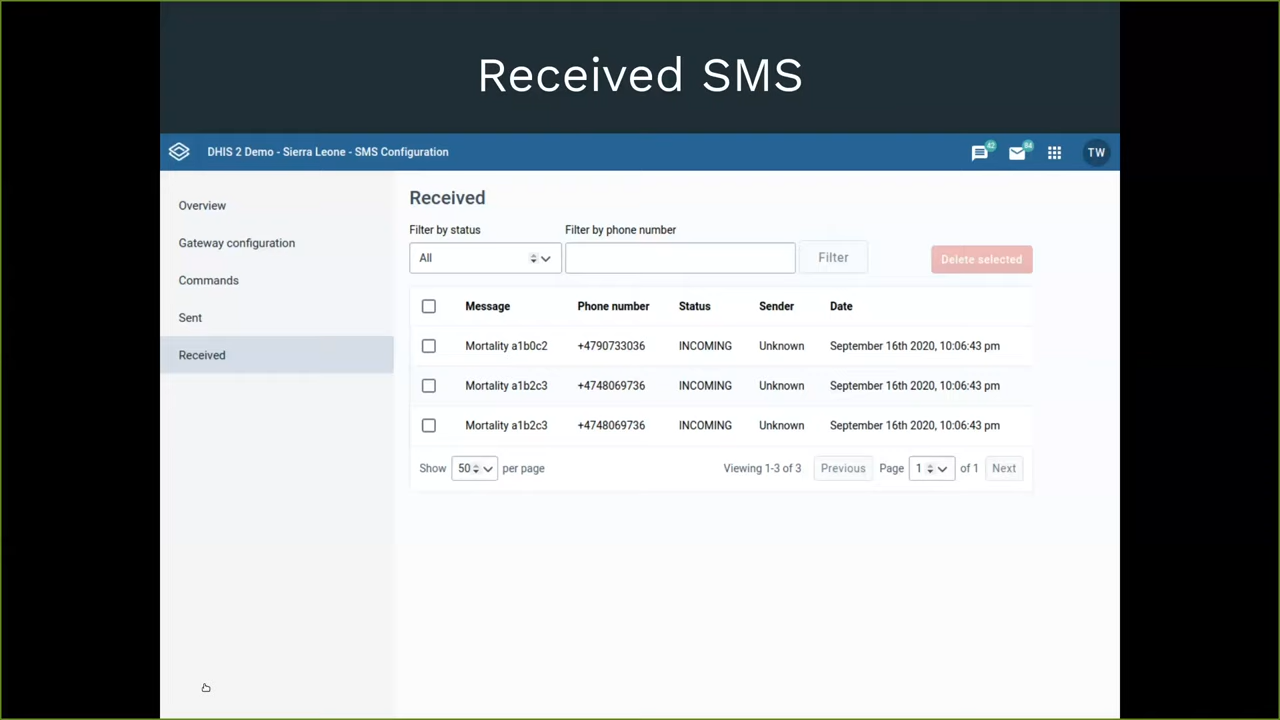 Received SMS
DHIS 2 Demo - Sierra Leone - SMS Configuration
42
84
TW
Overview
Gateway configuration
Commands
Sent
Received
Received
Filter by status
Filter by phone number
All
Filter
Delete selected
Message Phone number Status Sender Date
Mortality a1b0c2 +4790733036 INCOMING Unknown September 16th 2020, 10:06:43 pm
Mortality a1b2c3 +4748069736 INCOMING Unknown September 16th 2020, 10:06:43 pm
Mortality a1b2c3 +4748069736 INCOMING Unknown September 16th 2020, 10:06:43 pm
Show 50 per page Viewing 1-3 of 3 Previous Page 1 of 1 Next